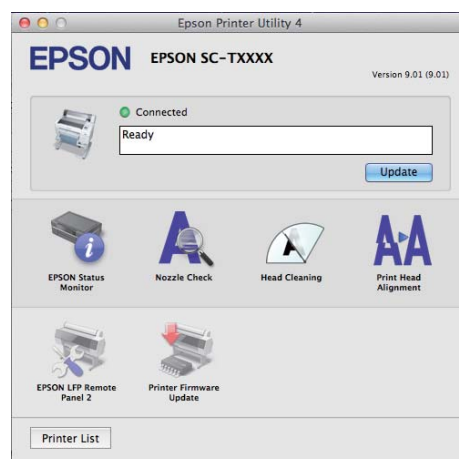 Epson Printer Utility 4
EPSON EPSON SC-TXXXX
Version 9.01 (9.01)
Connected
Ready
Update
EPSON Status Monitor
Nozzle Check
Head Cleaning
Print Head Alignment
EPSON LFP Remote Panel 2
Printer Firmware Update
Printer List